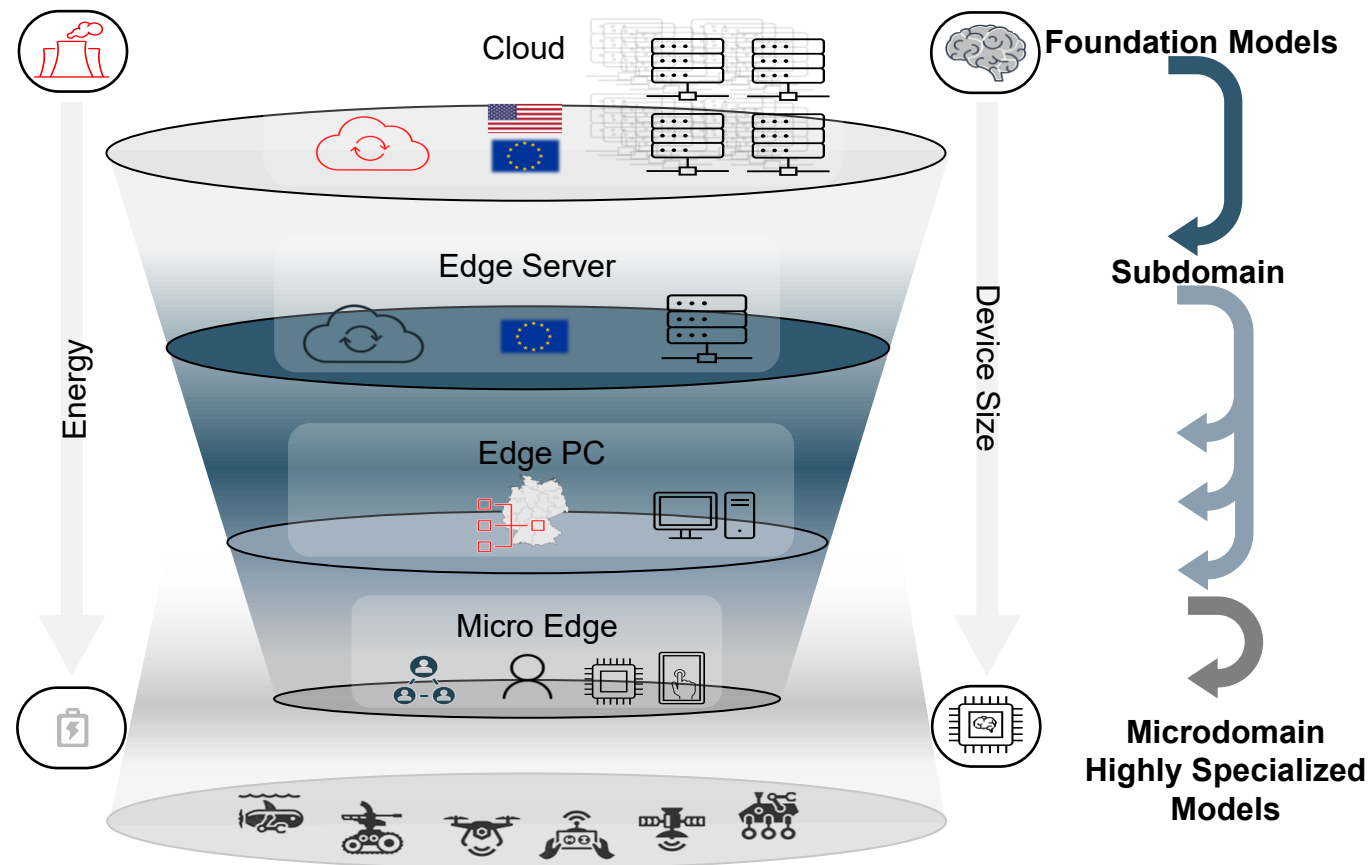 Cloud
Foundation Models
Edge Server
Subdomain
Energy
Device Size
Edge PC
Micro Edge
Microdomain
Highly Specialized
Models